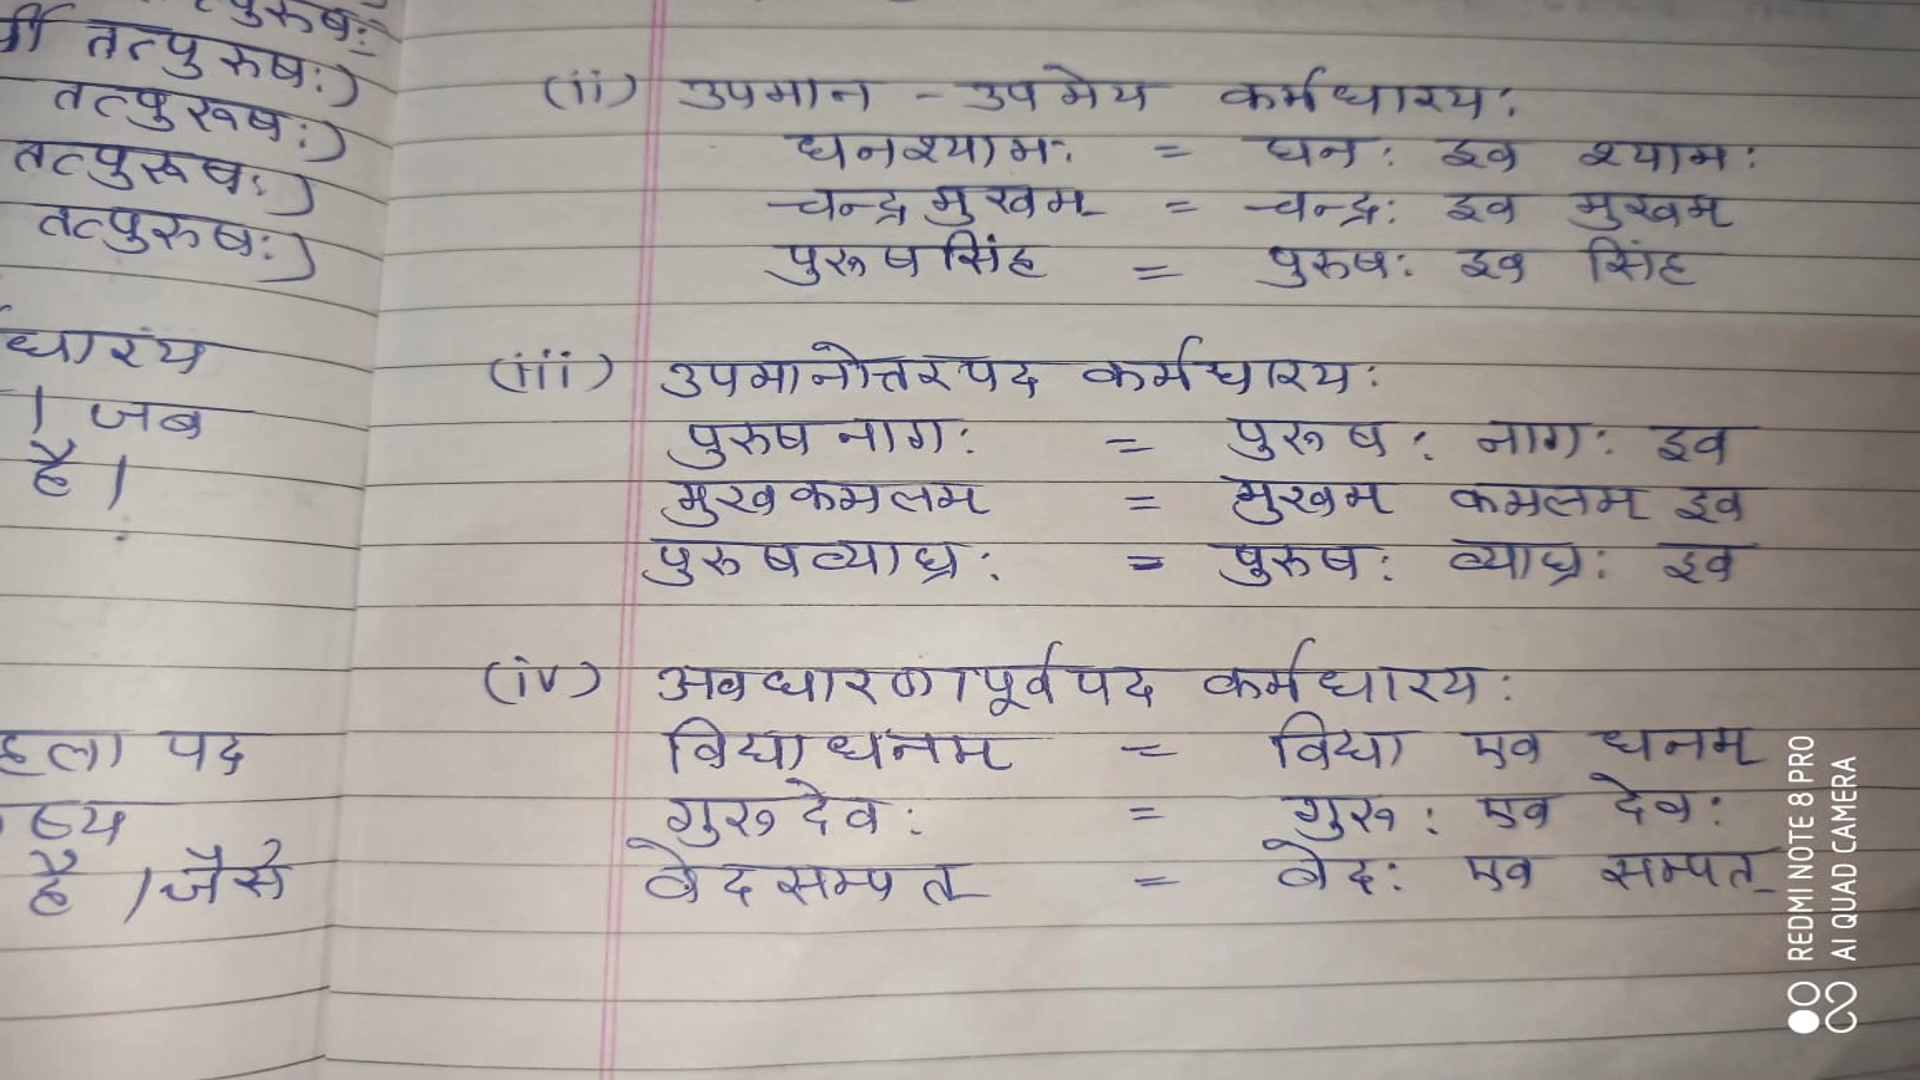 तत्पुरुषः)
तत्पुरूषः)
तत्पुरूषः)
तत्पुरुषः)
धारय
। जब
है।
हला पद
है ।जैसे
(ii) उपमान - उपमेय कर्मधारयः
घनश्यामः = घनः इव श्यामः
चन्द्रमुखम् = चन्द्रः इव मुखम
पुरूषसिंह = पुरुषः इव सिंह
(iii) उपमानोत्तरपद कर्मधारयः
पुरुषनागः = पुरूषः नागः इव
मुखकमलम = मुखम कमलम इव
पुरुषव्याघ्रः = पुरुषः व्याघ्रः इव
(iv) अवधारणापूर्वपद कर्मधारयः
विद्याधनम = विद्या एव धनम्
गुरूदेवः = गुरूः एव देवः
वेदसम्पत् = वेदः एव सम्पत्
REDMI NOTE 8 PRO
AI QUAD CAMERA